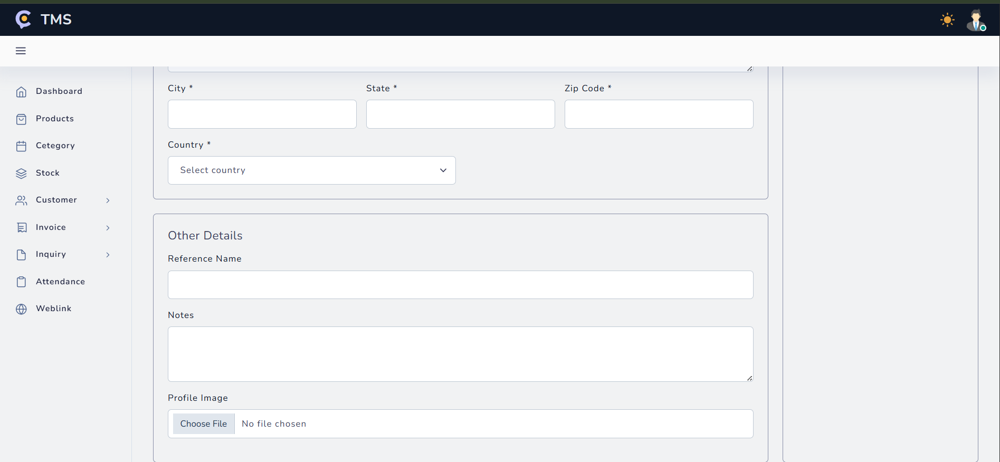 TMS
Dashboard
Products
Cetegory
Stock
Customer
Invoice
Inquiry
Attendance
Weblink
City * State * Zip Code *
Country *
Select country
Other Details
Reference Name
Notes
Profile Image
Choose File No file chosen